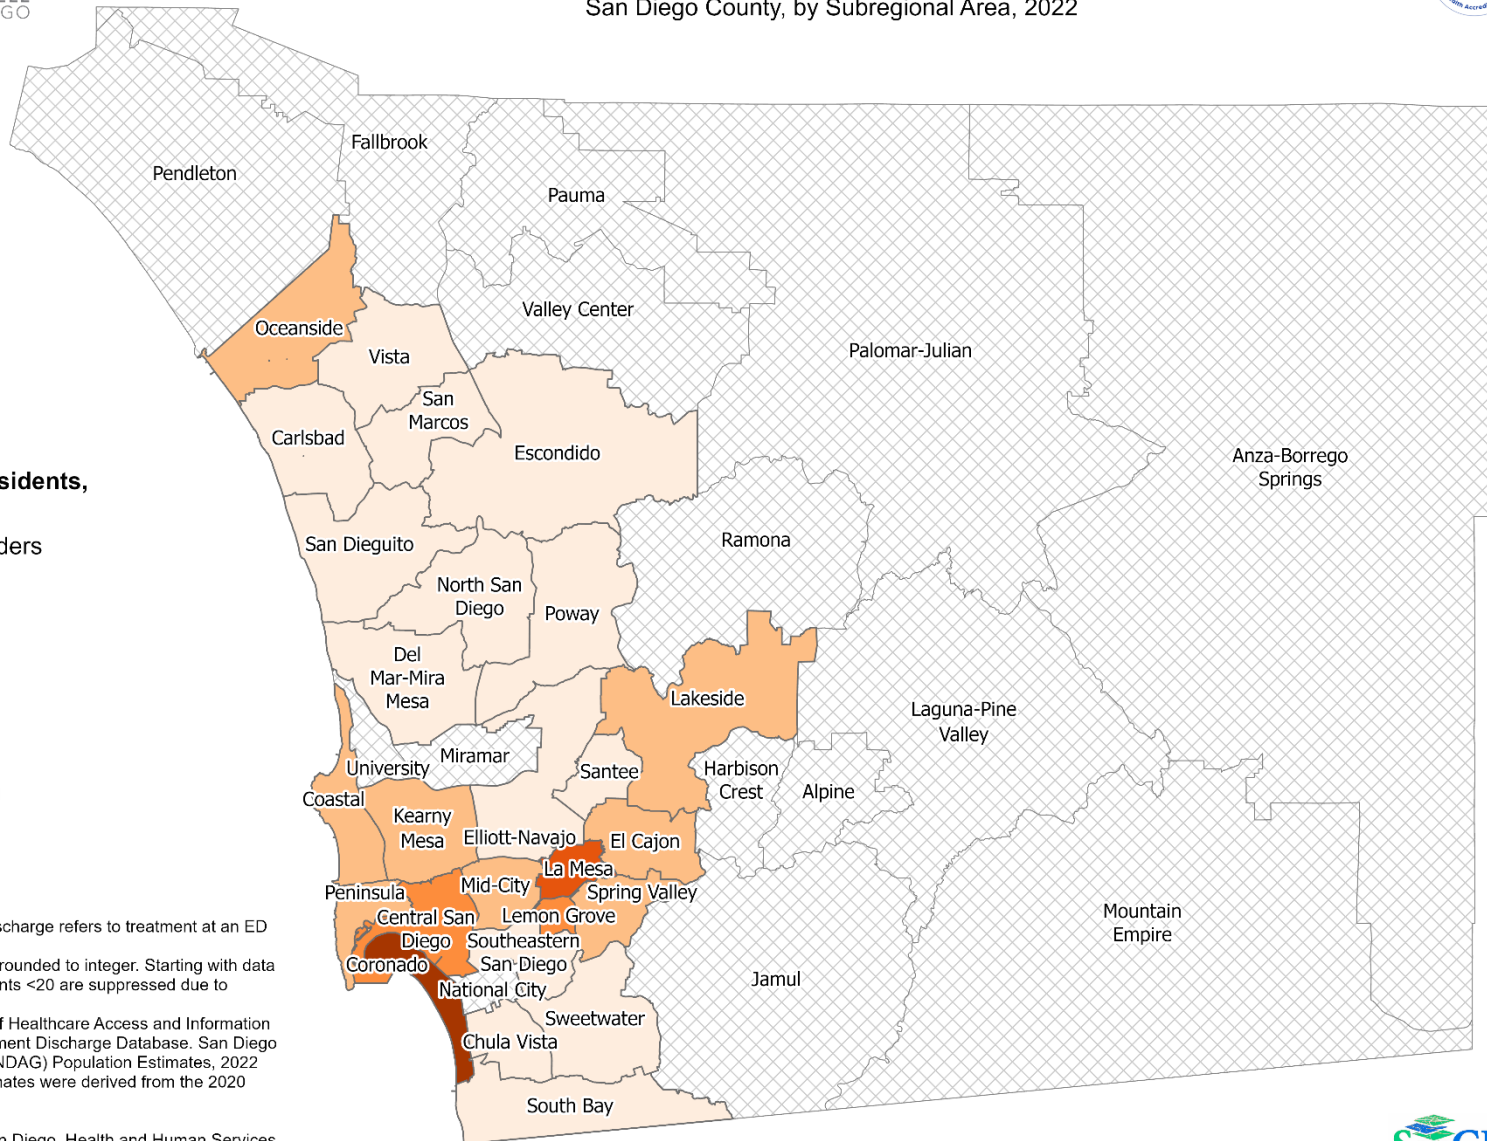 GO
San Diego County, by Subregional Area, 2022
Fallbrook
Pendleton
Pauma
Valley Center
Oceanside
Vista
Palomar-Julian
San
Marcos
Carlsbad
Escondido
Anza-Borrego
Springs
sidents,
San Dieguito
Ramona
ders
North San
Diego
Poway
Del
Mar-Mira
Mesa
Lakeside
Laguna-Pine
Valley
Miramar
University
Santee
Harbison
Crest
Alpine
Coastal
Kearny
Mesa
Elliott-Navajo
El Cajon
La Mesa
Mid-City
Peninsula
Spring Valley
Central San
Diego
Lemon Grove
Mountain
Empire
Southeastern
San Diego
Coronado
National City
Jamul
Sweetwater
Chula Vista
South Bay
scharge refers to treatment at an ED
rounded to integer. Starting with data
nts <20 are suppressed due to
f Healthcare Access and Information
ment Discharge Database. San Diego
NDAG) Population Estimates, 2022
mates were derived from the 2020
n Diego, Health and Human Services